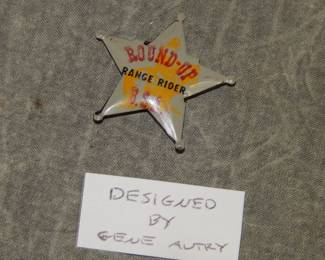 ROUND-UP
RANGE RIDER
DESIGNED
BY
GENE AUTRY